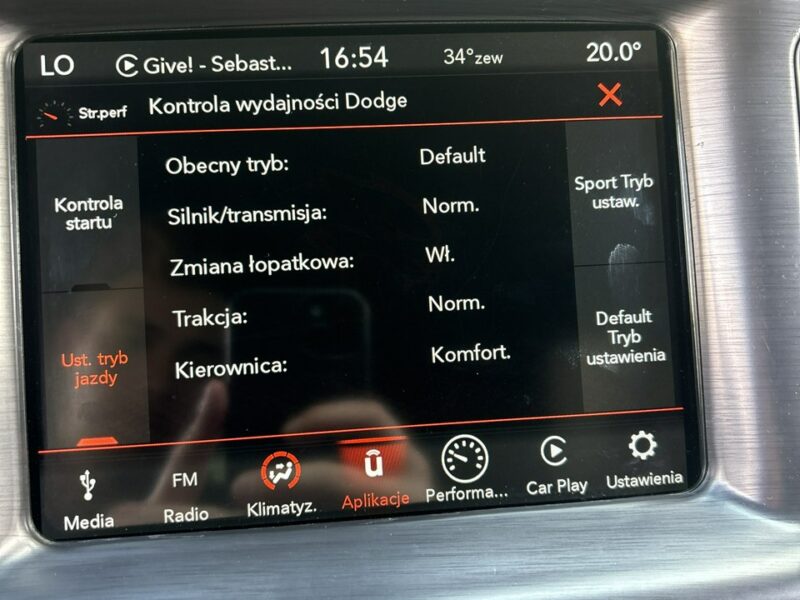 LO Give! - Sebast... 16:54 34°zew 20.0°
Str.perf Kontrola wydajności Dodge
Kontrola
startu
Ust. tryb
jazdy
Obecny tryb: Default
Silnik/transmisja: Norm.
Zmiana łopatkowa: Wł.
Trakcja: Norm.
Kierownica: Komfort.
Sport Tryb
ustaw.
Default
Tryb
ustawienia
Media
FM
Radio
Klimatyz.
Aplikacje
Performa...
Car Play
Ustawienia